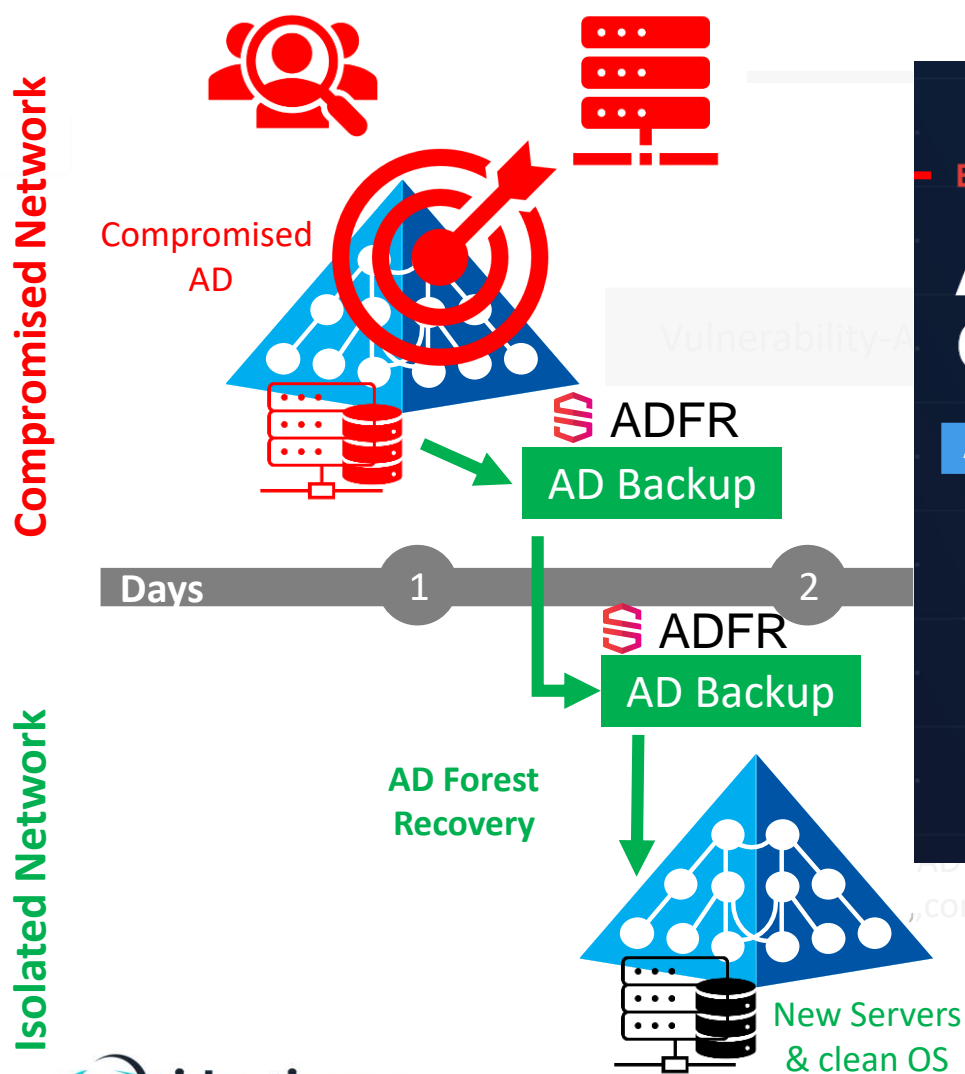 Compromised Network
Compromised
AD
Vulnerability-A
ADFR
AD Backup
Days
1
2
ADFR
AD Backup
AD Forest
Recovery
Isolated Network
New Servers
& clean OS